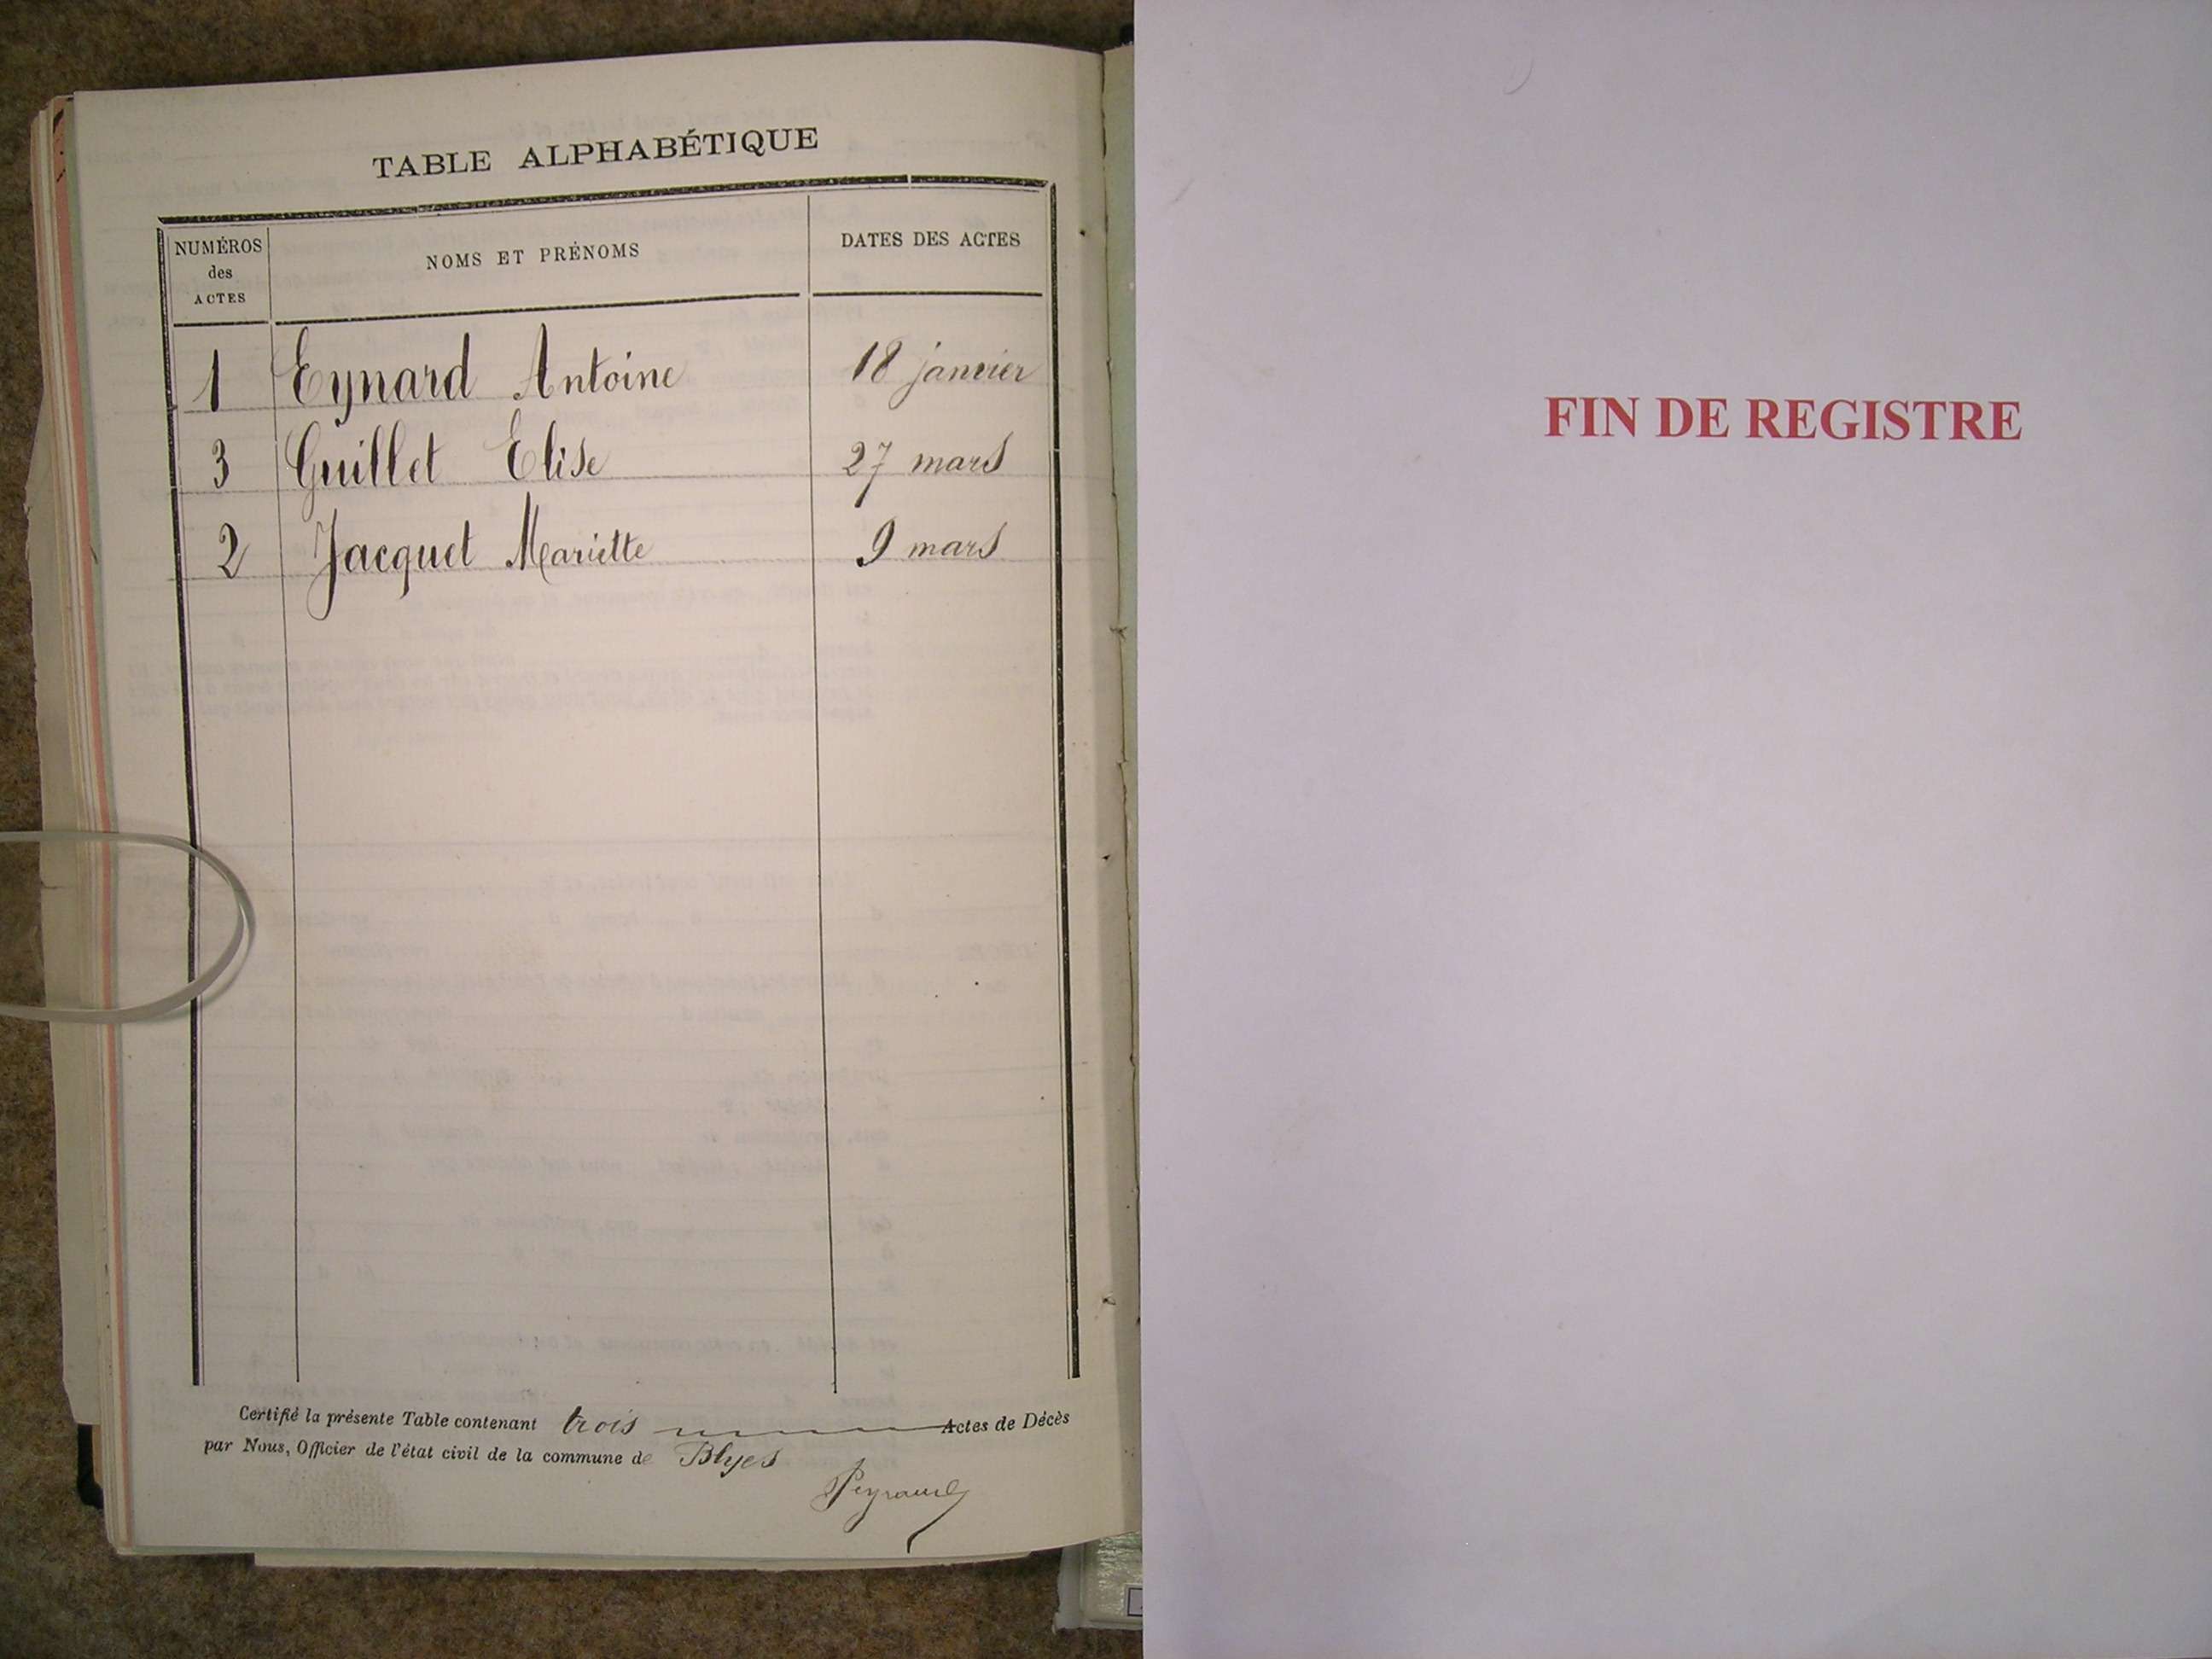 TABLE ALPHABÉTIQUE
NUMÉROS
des
ACTES
NOMS ET PRÉNOMS
DATES DES ACTES
1 Eynard Antoine 18 janvier
3 Guillet Elise 27 mars
2 Jacquet Mariette 9 mars
Certifié la présente Table contenant trois Actes de Décès
par Nous, Officier de l'état civil de la commune de Blyes
FIN DE REGISTRE